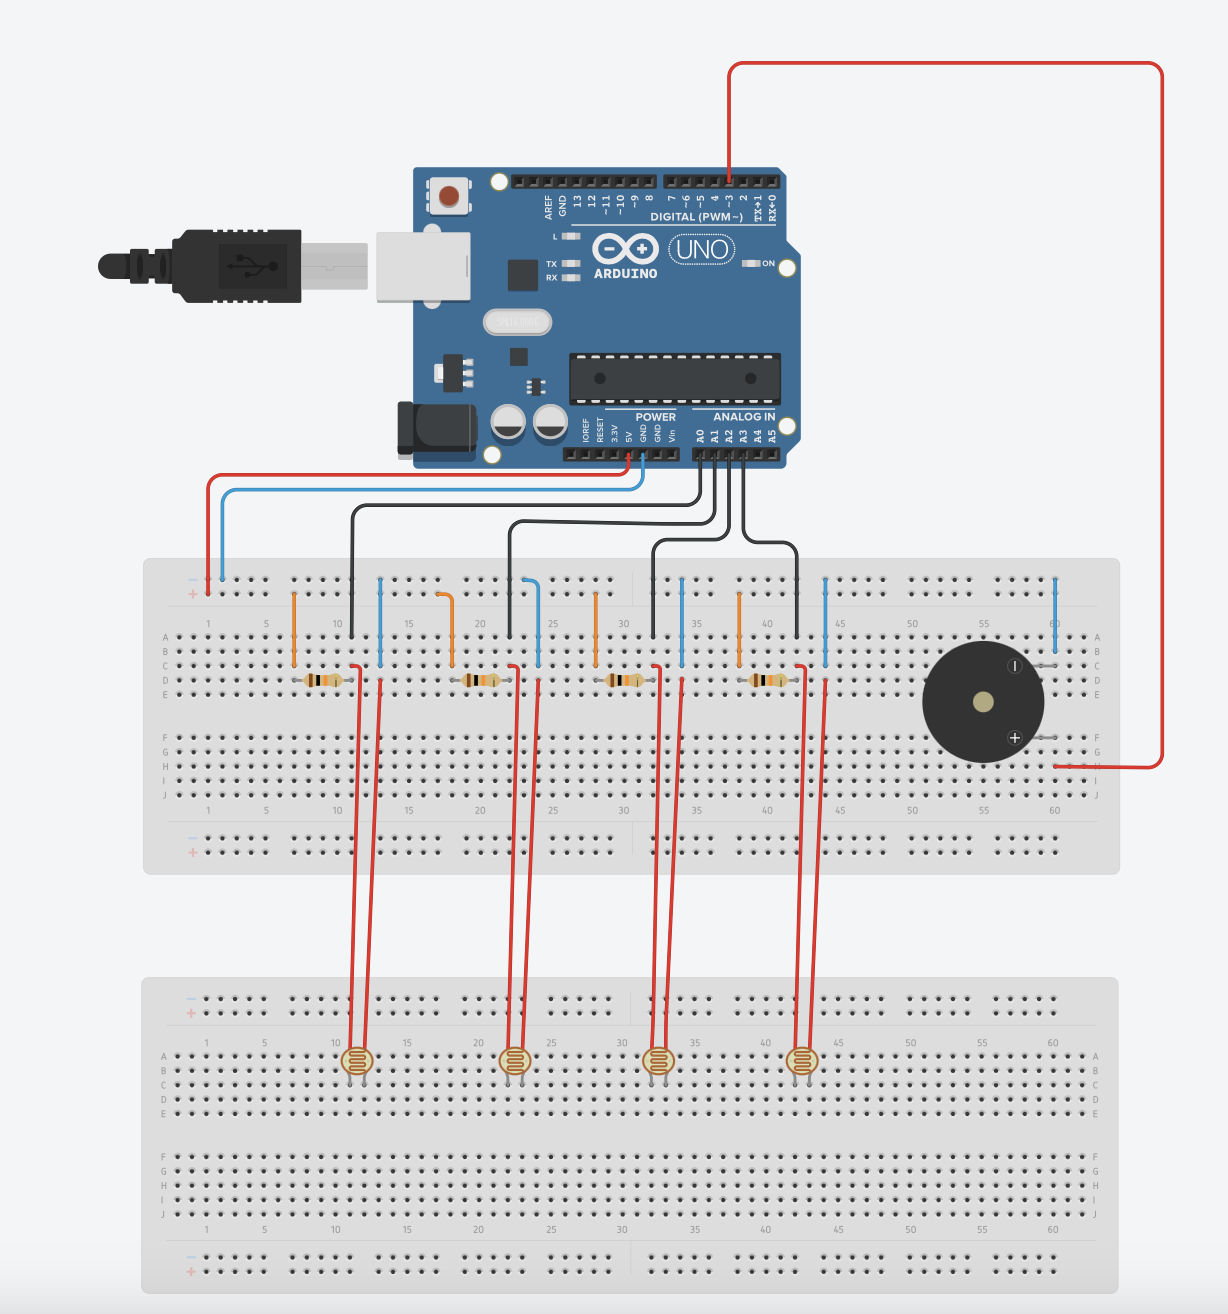 AREF
GND
13
12
~11
~10
~9
8
7
~6
~5
4
~3
2
TX→1
RX←0
DIGITAL (PWM~)
L
TX
RX
ARDUINO
UNO
ON
POWER
ANALOG IN
IOREF
RESET
3.3V
5V
GND
GND
Vin
A0
A1
A2
A3
A4
A5
1 5 10 15 20 25 30 35 40 45 50 55 60
A A
B B
C C
D D
E E
F F
G G
H H
I I
J J
1 5 10 15 20 25 30 35 40 45 50 55 60
1 5 10 15 20 25 30 35 40 45 50 55 60
A A
B B
C C
D D
E E
F F
G G
H H
I I
J J
1 5 10 15 20 25 30 35 40 45 50 55 60